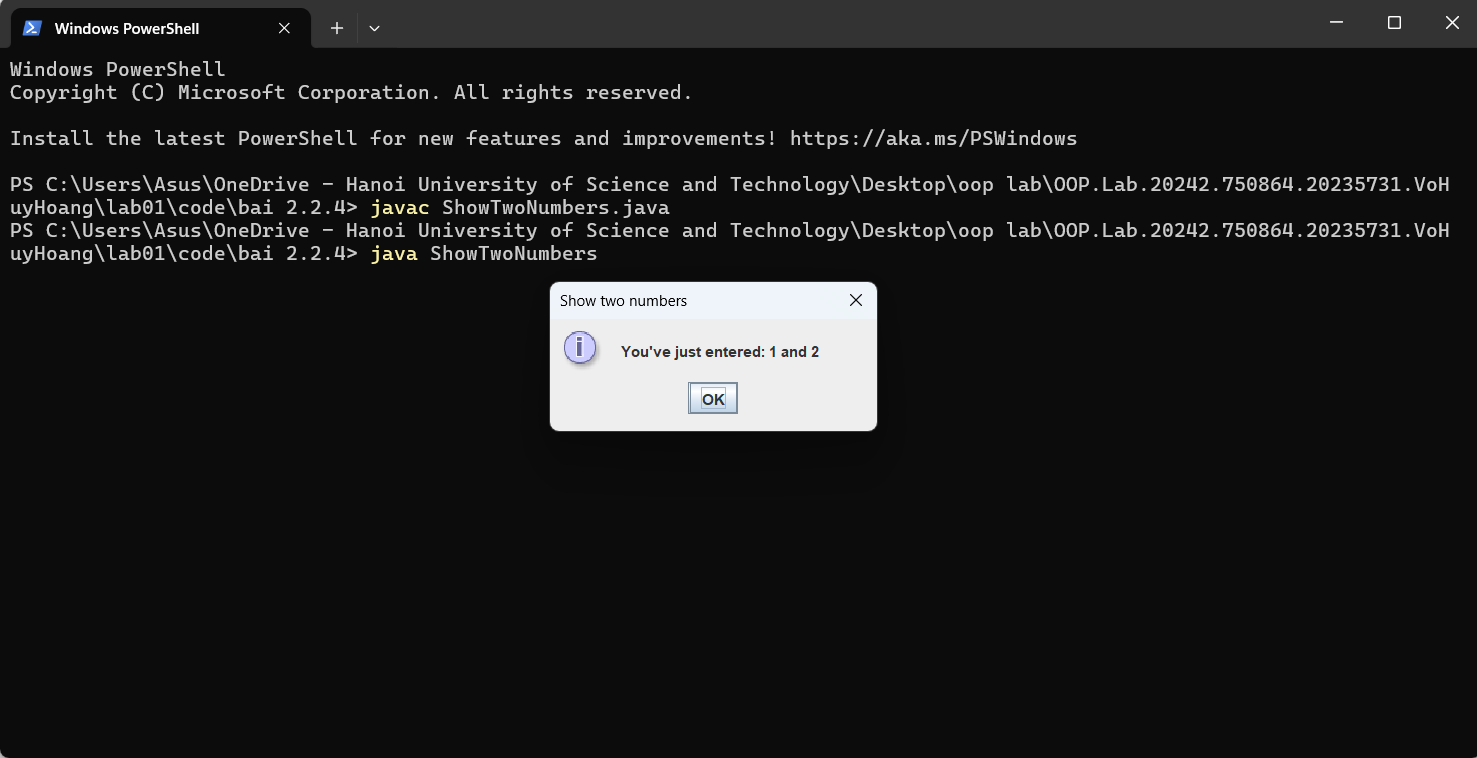 Windows PowerShell
Windows PowerShell
Copyright (C) Microsoft Corporation. All rights reserved.
Install the latest PowerShell for new features and improvements! https://aka.ms/PSWindows
PS C:\Users\Asus\OneDrive - Hanoi University of Science and Technology\Desktop\oop lab\OOP.Lab.20242.750864.20235731.VoH
uyHoang\lab01\code\bai 2.2.4> javac ShowTwoNumbers.java
PS C:\Users\Asus\OneDrive - Hanoi University of Science and Technology\Desktop\oop lab\OOP.Lab.20242.750864.20235731.VoH
uyHoang\lab01\code\bai 2.2.4> java ShowTwoNumbers
Show two numbers
You've just entered: 1 and 2
OK